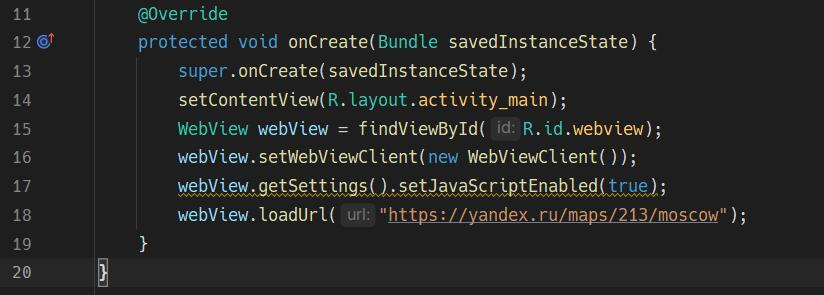 11 @Override
12 protected void onCreate(Bundle savedInstanceState) {
13 super.onCreate(savedInstanceState);
14 setContentView(R.layout.activity_main);
15 WebView webView = findViewById( id: R.id.webview);
16 webView.setWebViewClient(new WebViewClient());
17 webView.getSettings().setJavaScriptEnabled(true);
18 webView.loadUrl( url: "https://yandex.ru/maps/213/moscow");
19 }
20 }